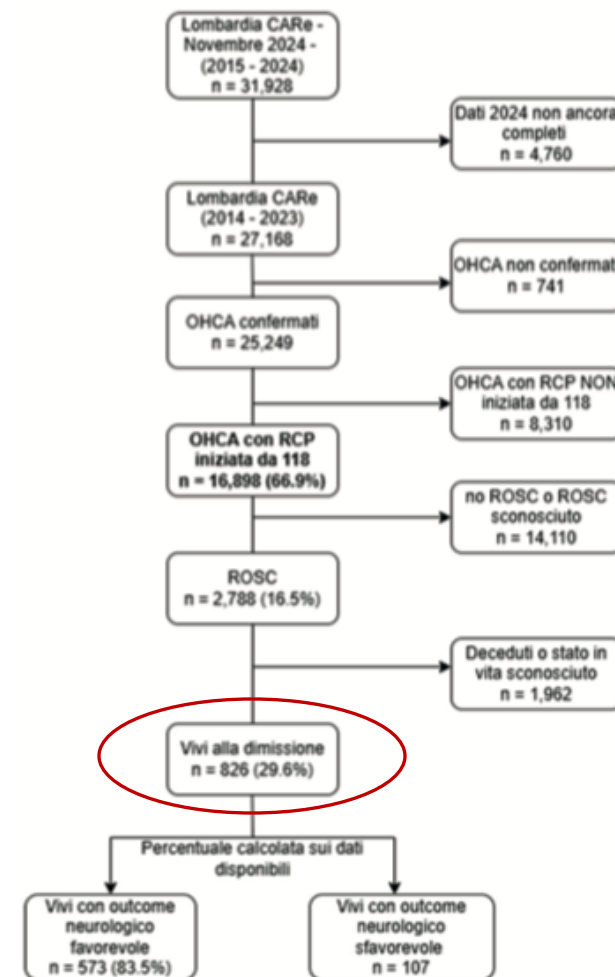 Lombardia CARe -
Novembre 2024 -
(2015 - 2024)
n = 31,928
Dati 2024 non ancora
completi
n = 4,760
Lombardia CARe
(2014 - 2023)
n = 27,168
OHCA non confermat
n = 741
OHCA confermati
n = 25,249
OHCA con RCP NON
iniziata da 118
n = 8,310
OHCA con RCP
iniziata da 118
n = 16,898 (66.9%)
no ROSC o ROSC
sconosciuto
n = 14,110
ROSC
n = 2,788 (16.5%)
Deceduti o stato in
vita sconosciuto
n = 1,962
Vivi alla dimissione
n = 826 (29.6%)
Percentuale calcolata sui dati
disponibili
Vivi con outcome
neurologico
favorevole
n = 573 (83.5%)
Vivi con outcome
neurologico
sfavorevole
n = 107